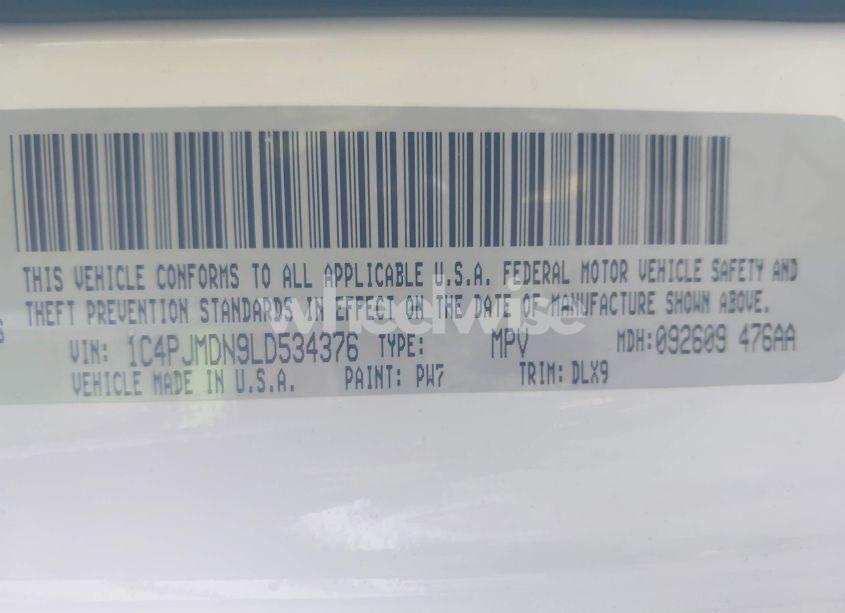 THIS VEHICLE CONFORMS TO ALL APPLICABLE U.S.A. FEDERAL MOTOR VEHICLE SAFETY AND
THEFT PREVENTION STANDARDS IN EFFECT ON THE DATE OF MANUFACTURE SHOWN ABOVE.
S
VIN: 1C4PJMDN9LD534376 TYPE: MPV MDH:092609 476AA
VEHICLE MADE IN U.S.A. PAINT: PW7 TRIM: DLX9
wheelwise